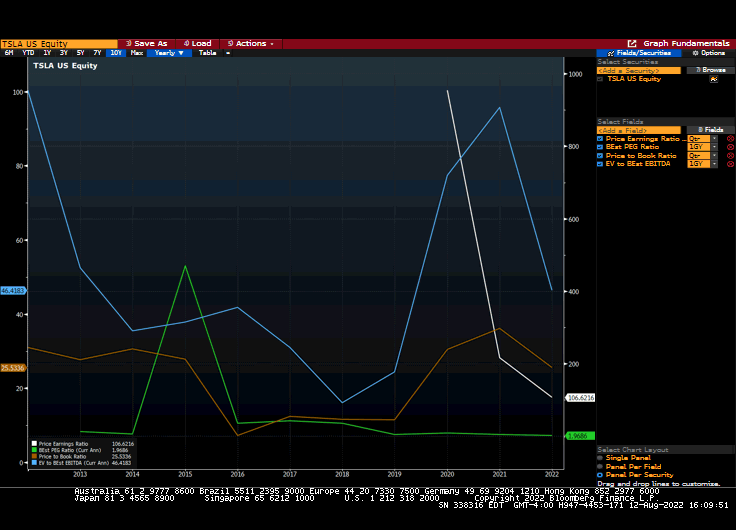 TSLA US Equity
Save As
Load
Actions
Graph Fundamentals
6M YTD 1Y 3Y 5Y 7Y 10Y Max Yearly ▼ Table
Fields/Securities
Options
TSLA US Equity
Select Securities
<Add a Security>
Browse
TSLA US Equity
Select Fields
<Add a Field>
Fields
Price Earnings Ratio ... Qtr
BEst PEG Ratio 1GY
Price to Book Ratio Qtr
EV to BEst EBITDA 1GY
100
80
60
46.4183
40
25.5336
20
0
1000
800
600
400
200
106.6216
1.9686
Price Earnings Ratio 106.6216
BEst PEG Ratio (Curr Ann) 1.9686
Price to Book Ratio 25.5336
EV to BEst EBITDA (Curr Ann) 46.4183
2013 2014 2015 2016 2017 2018 2019 2020 2021 2022
Select Chart Layout
Single Panel
Panel Per Field
Panel Per Security
Drag and drop lines to customise.
Australia 61 2 9777 8600 Brazil 5511 2395 9000 Europe 44 20 7330 7500 Germany 49 69 9204 1210 Hong Kong 852 2977 6000
Japan 81 3 4565 8900 Singapore 65 6212 1000 U.S. 1 212 318 2000 Copyright 2022 Bloomberg Finance L.P.
SN 338316 EDT GMT-4:00 H947-4453-171 12-Aug-2022 16:09:51